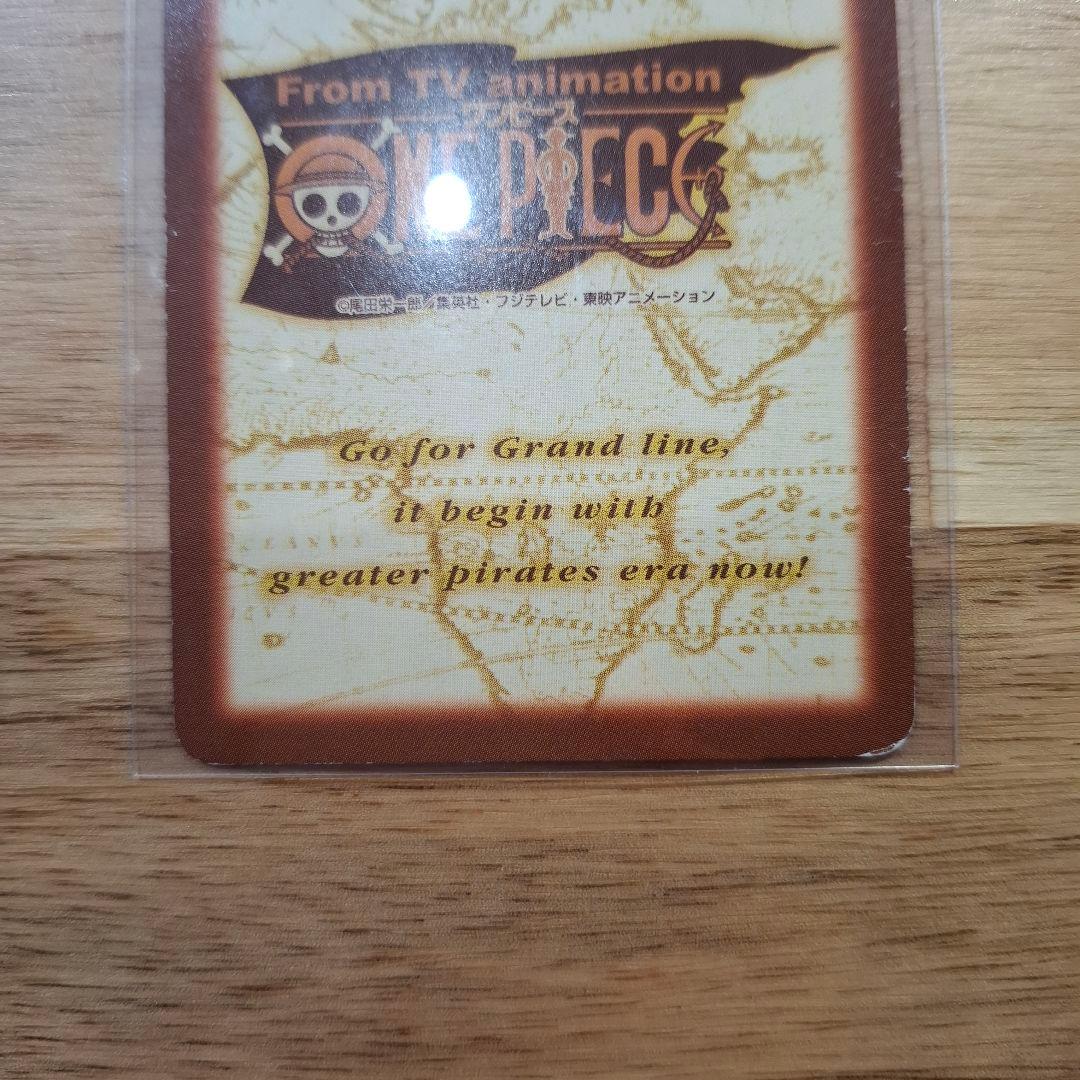 From TV animation
ワンピース
ONE PIECE
©尾田栄一郎／集英社・フジテレビ・東映アニメーション
Go for Grand line,
it begin with
greater pirates era now!